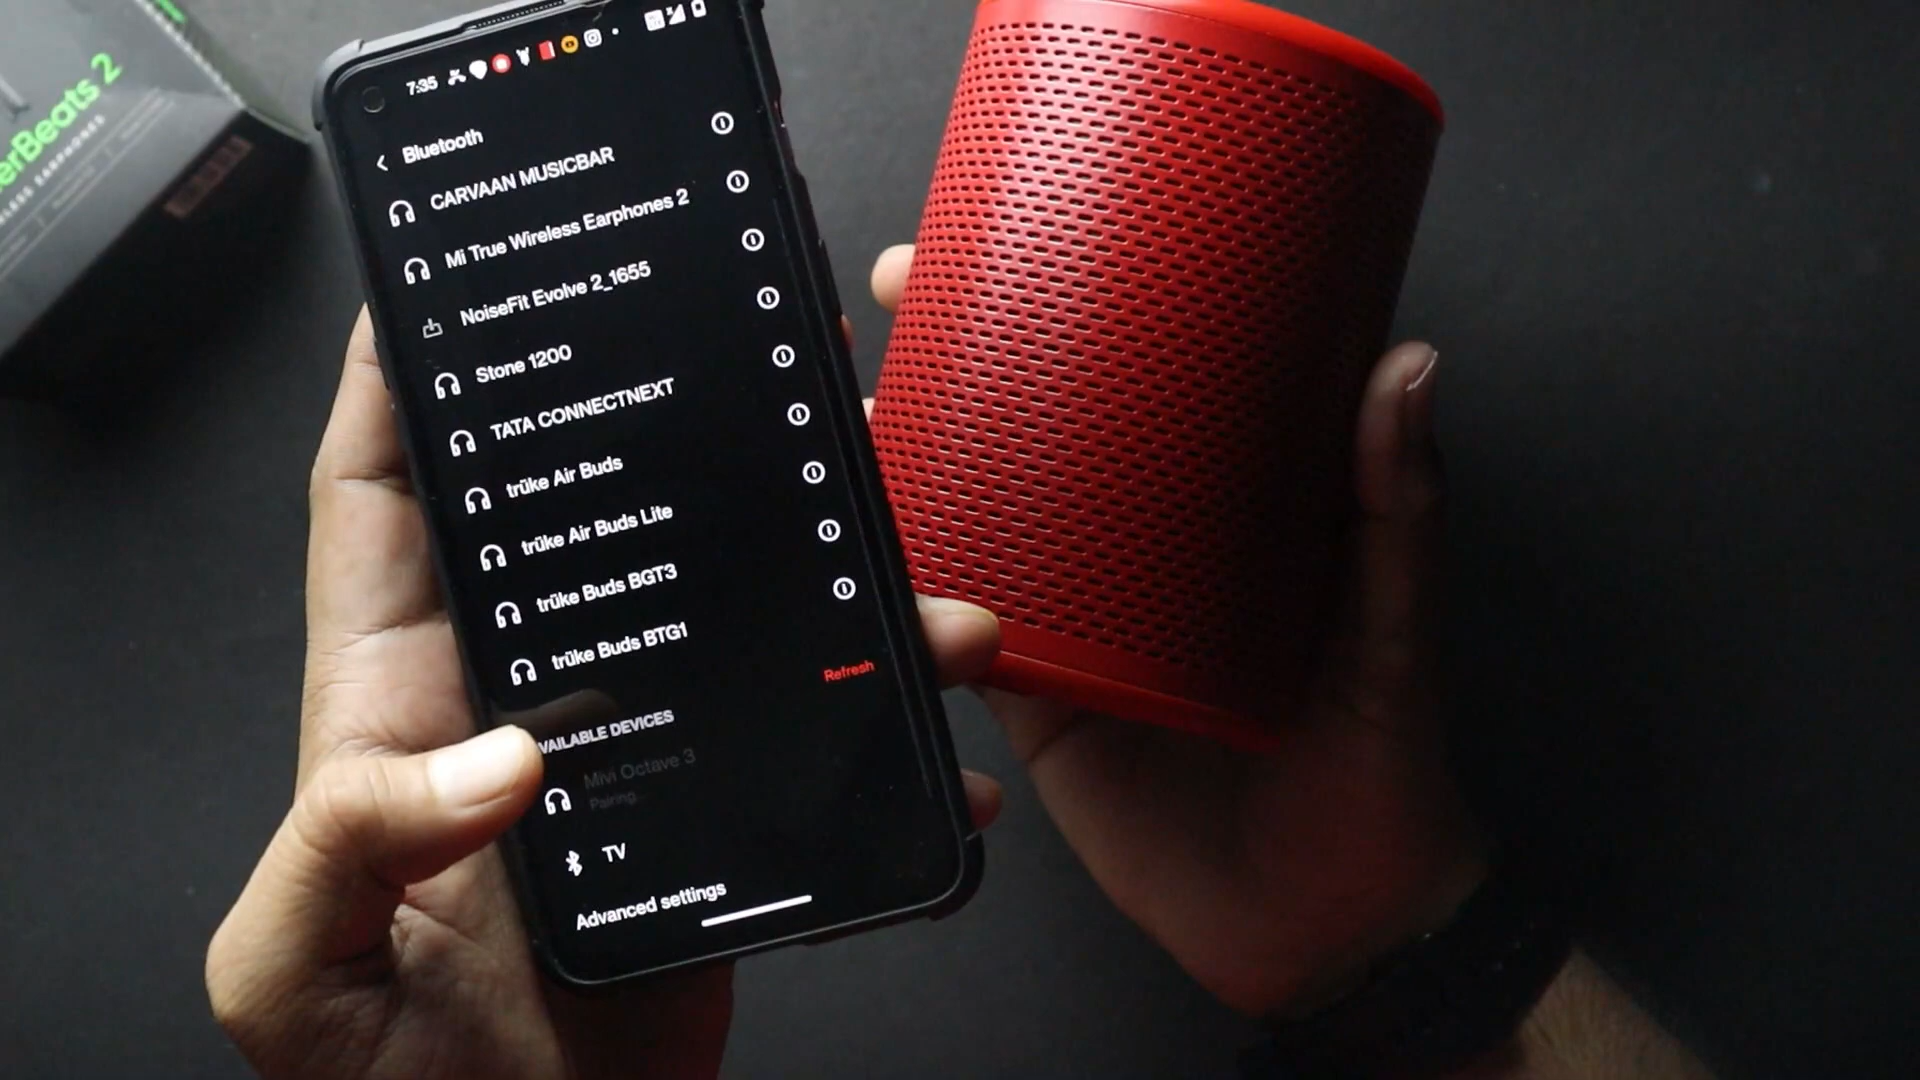 erBeats 2
LESS EARPHONES
7:35
Bluetooth
CARVAAN MUSICBAR
Mi True Wireless Earphones 2
NoiseFit Evolve 2_1655
Stone 1200
TATA CONNECTNEXT
trüke Air Buds
trüke Air Buds Lite
trüke Buds BGT3
trüke Buds BTG1
Refresh
VAILABLE DEVICES
Mivi Octave 3
Pairing...
TV
Advanced settings